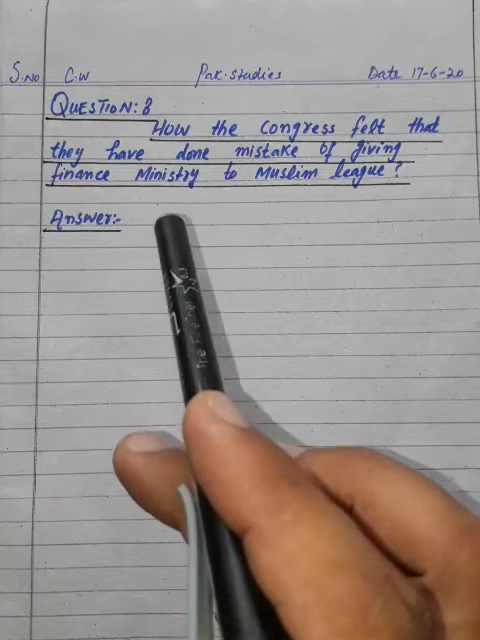 S.No C.W Pak.studies Date 17-6-20
QUESTION: 8
How the Congress felt that
they have done mistake of giving
finance Ministry to Muslim league?
Answer:-